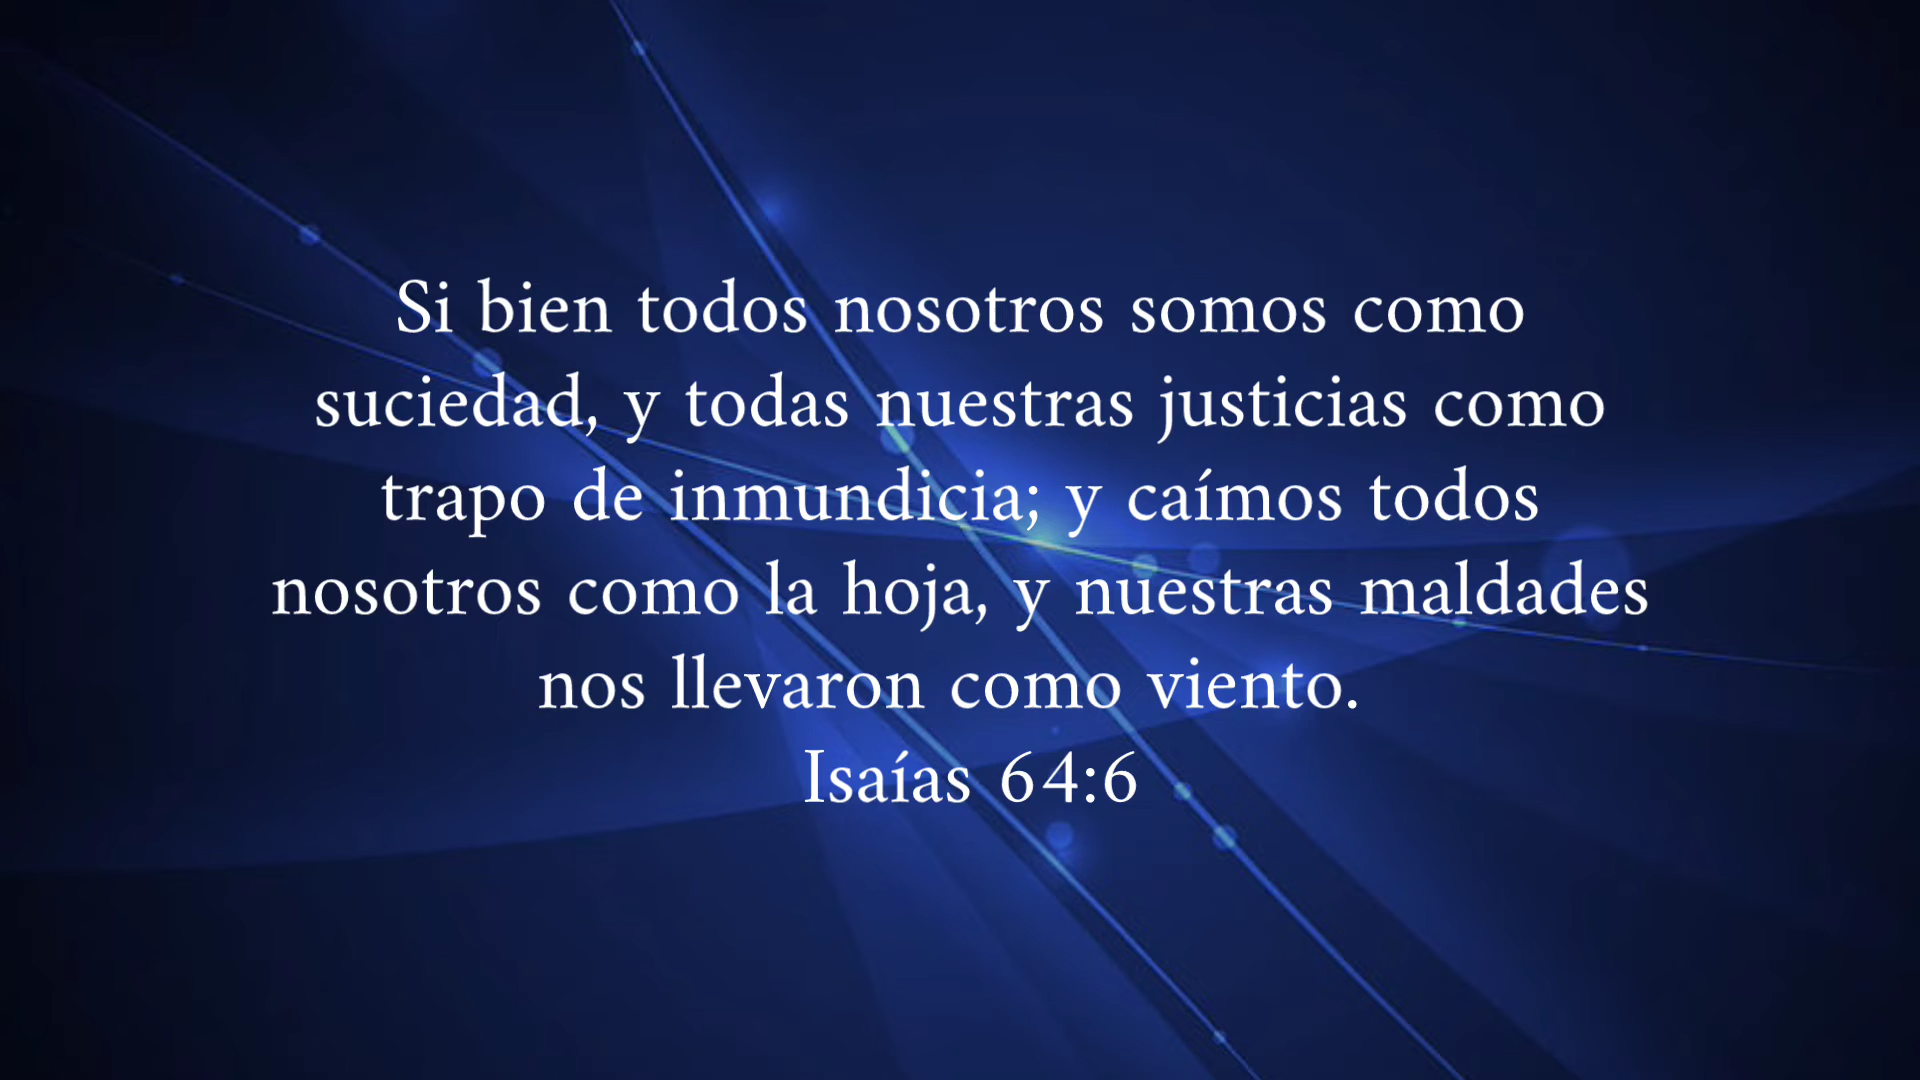 Si bien todos nosotros somos como
suciedad, y todas nuestras justicias como
trapo de inmundicia; y caímos todos
nosotros como la hoja, y nuestras maldades
nos llevaron como viento.
Isaías 64:6